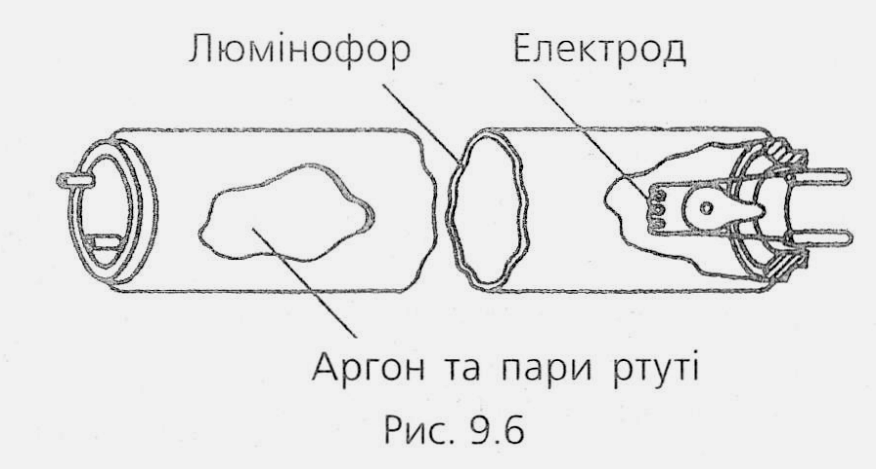 Люмінофор Електрод
Аргон та пари ртуті
Рис. 9.6